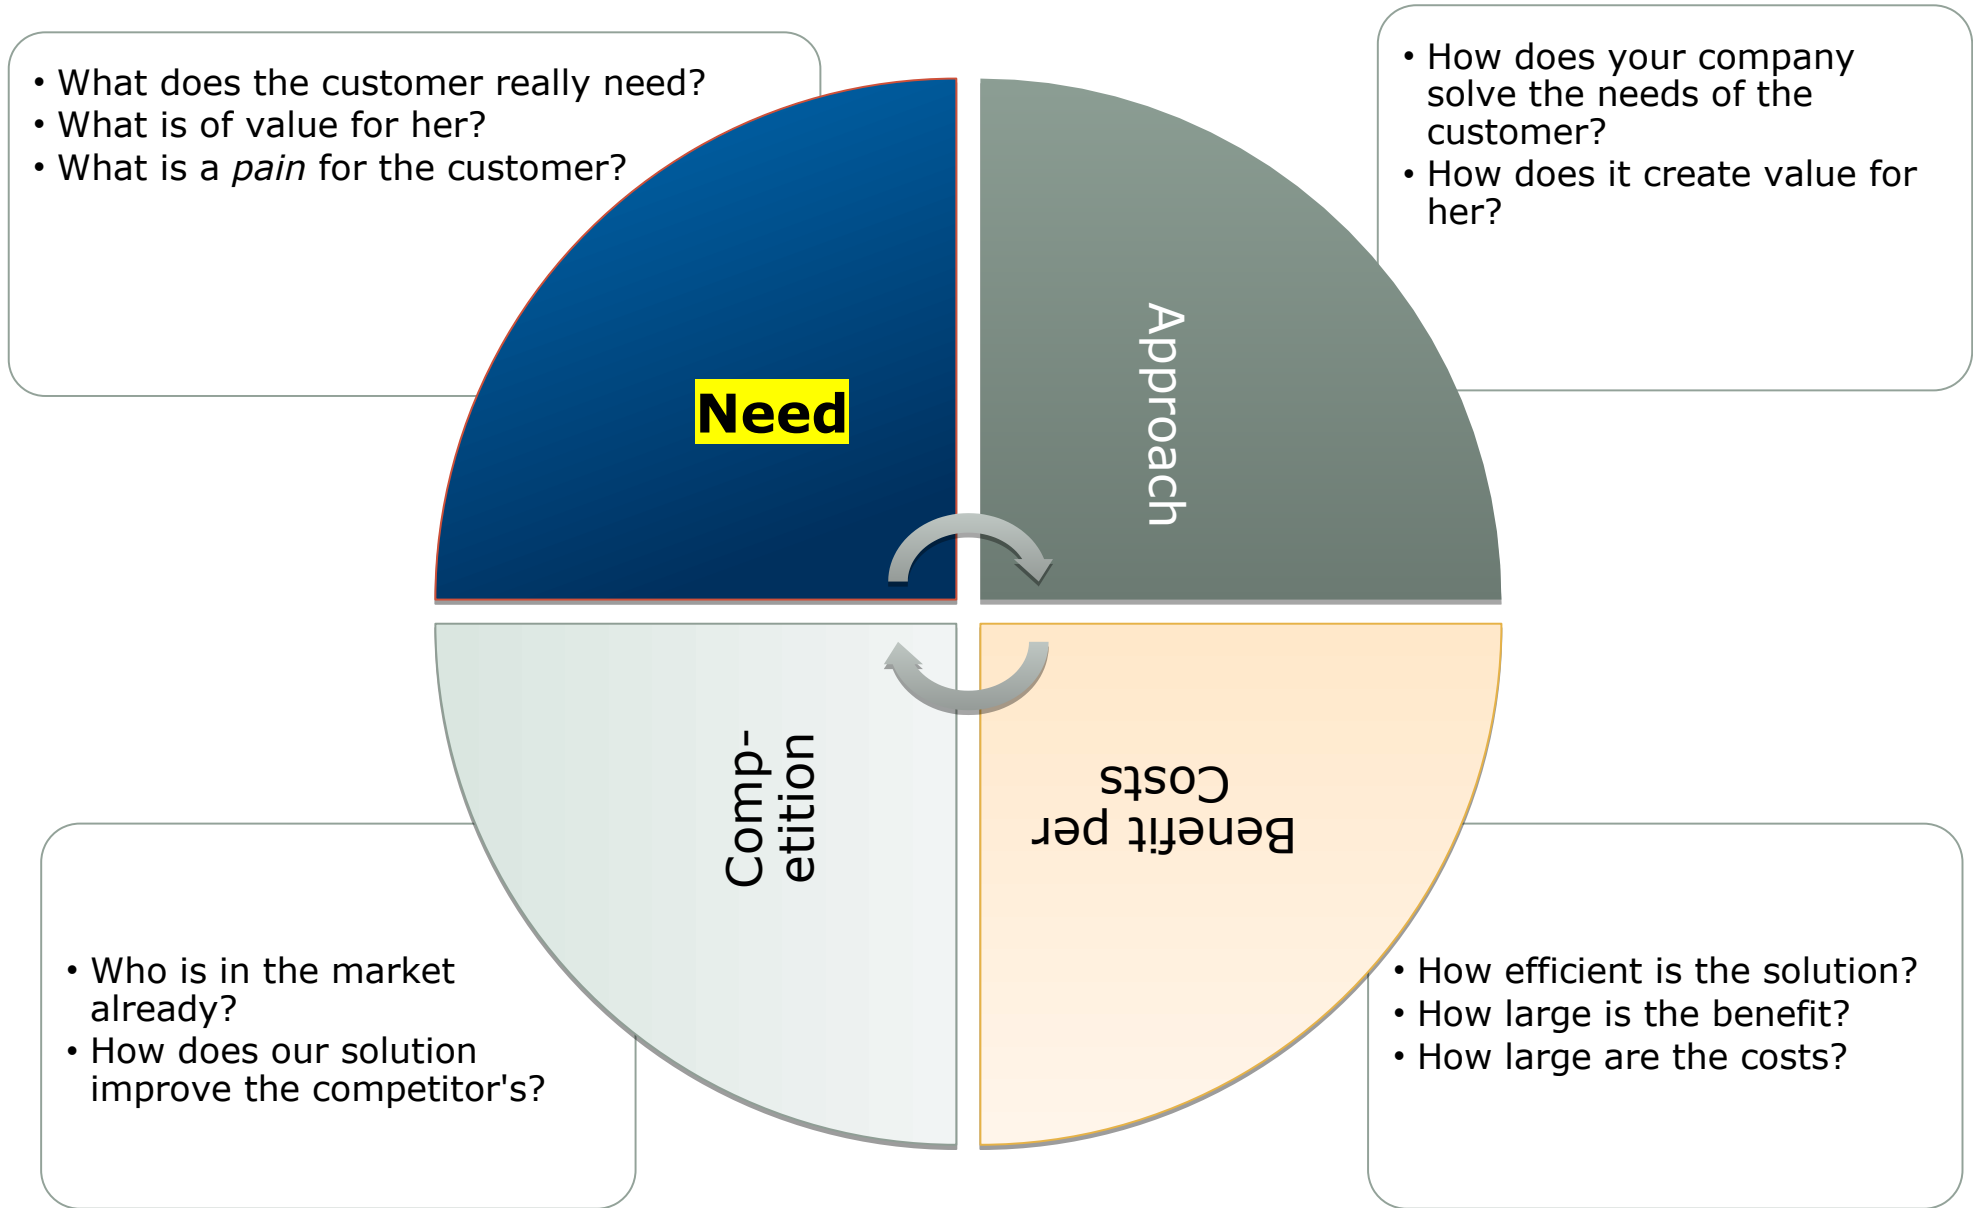 • What does the customer really need?
• What is of value for her?
• What is a pain for the customer?
• How does your company
solve the needs of the
customer?
• How does it create value for
her?
Need
Approach
Comp-
etition
Benefit per
Costs
• Who is in the market
already?
• How does our solution
improve the competitor's?
• How efficient is the solution?
• How large is the benefit?
• How large are the costs?